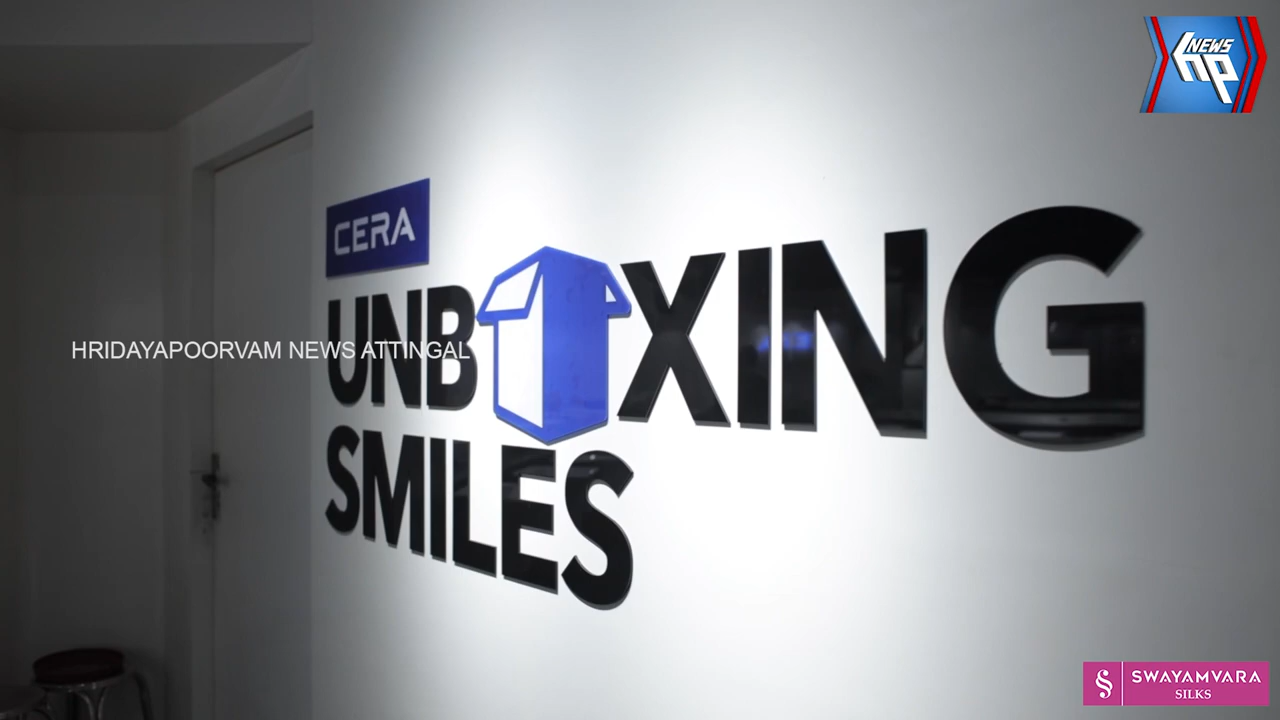 NEWS
hp
CERA
UNBOXING
HRIDAYAPOORVAM NEWS ATTINGAL
SMILES
SWAYAMVARA
SILKS